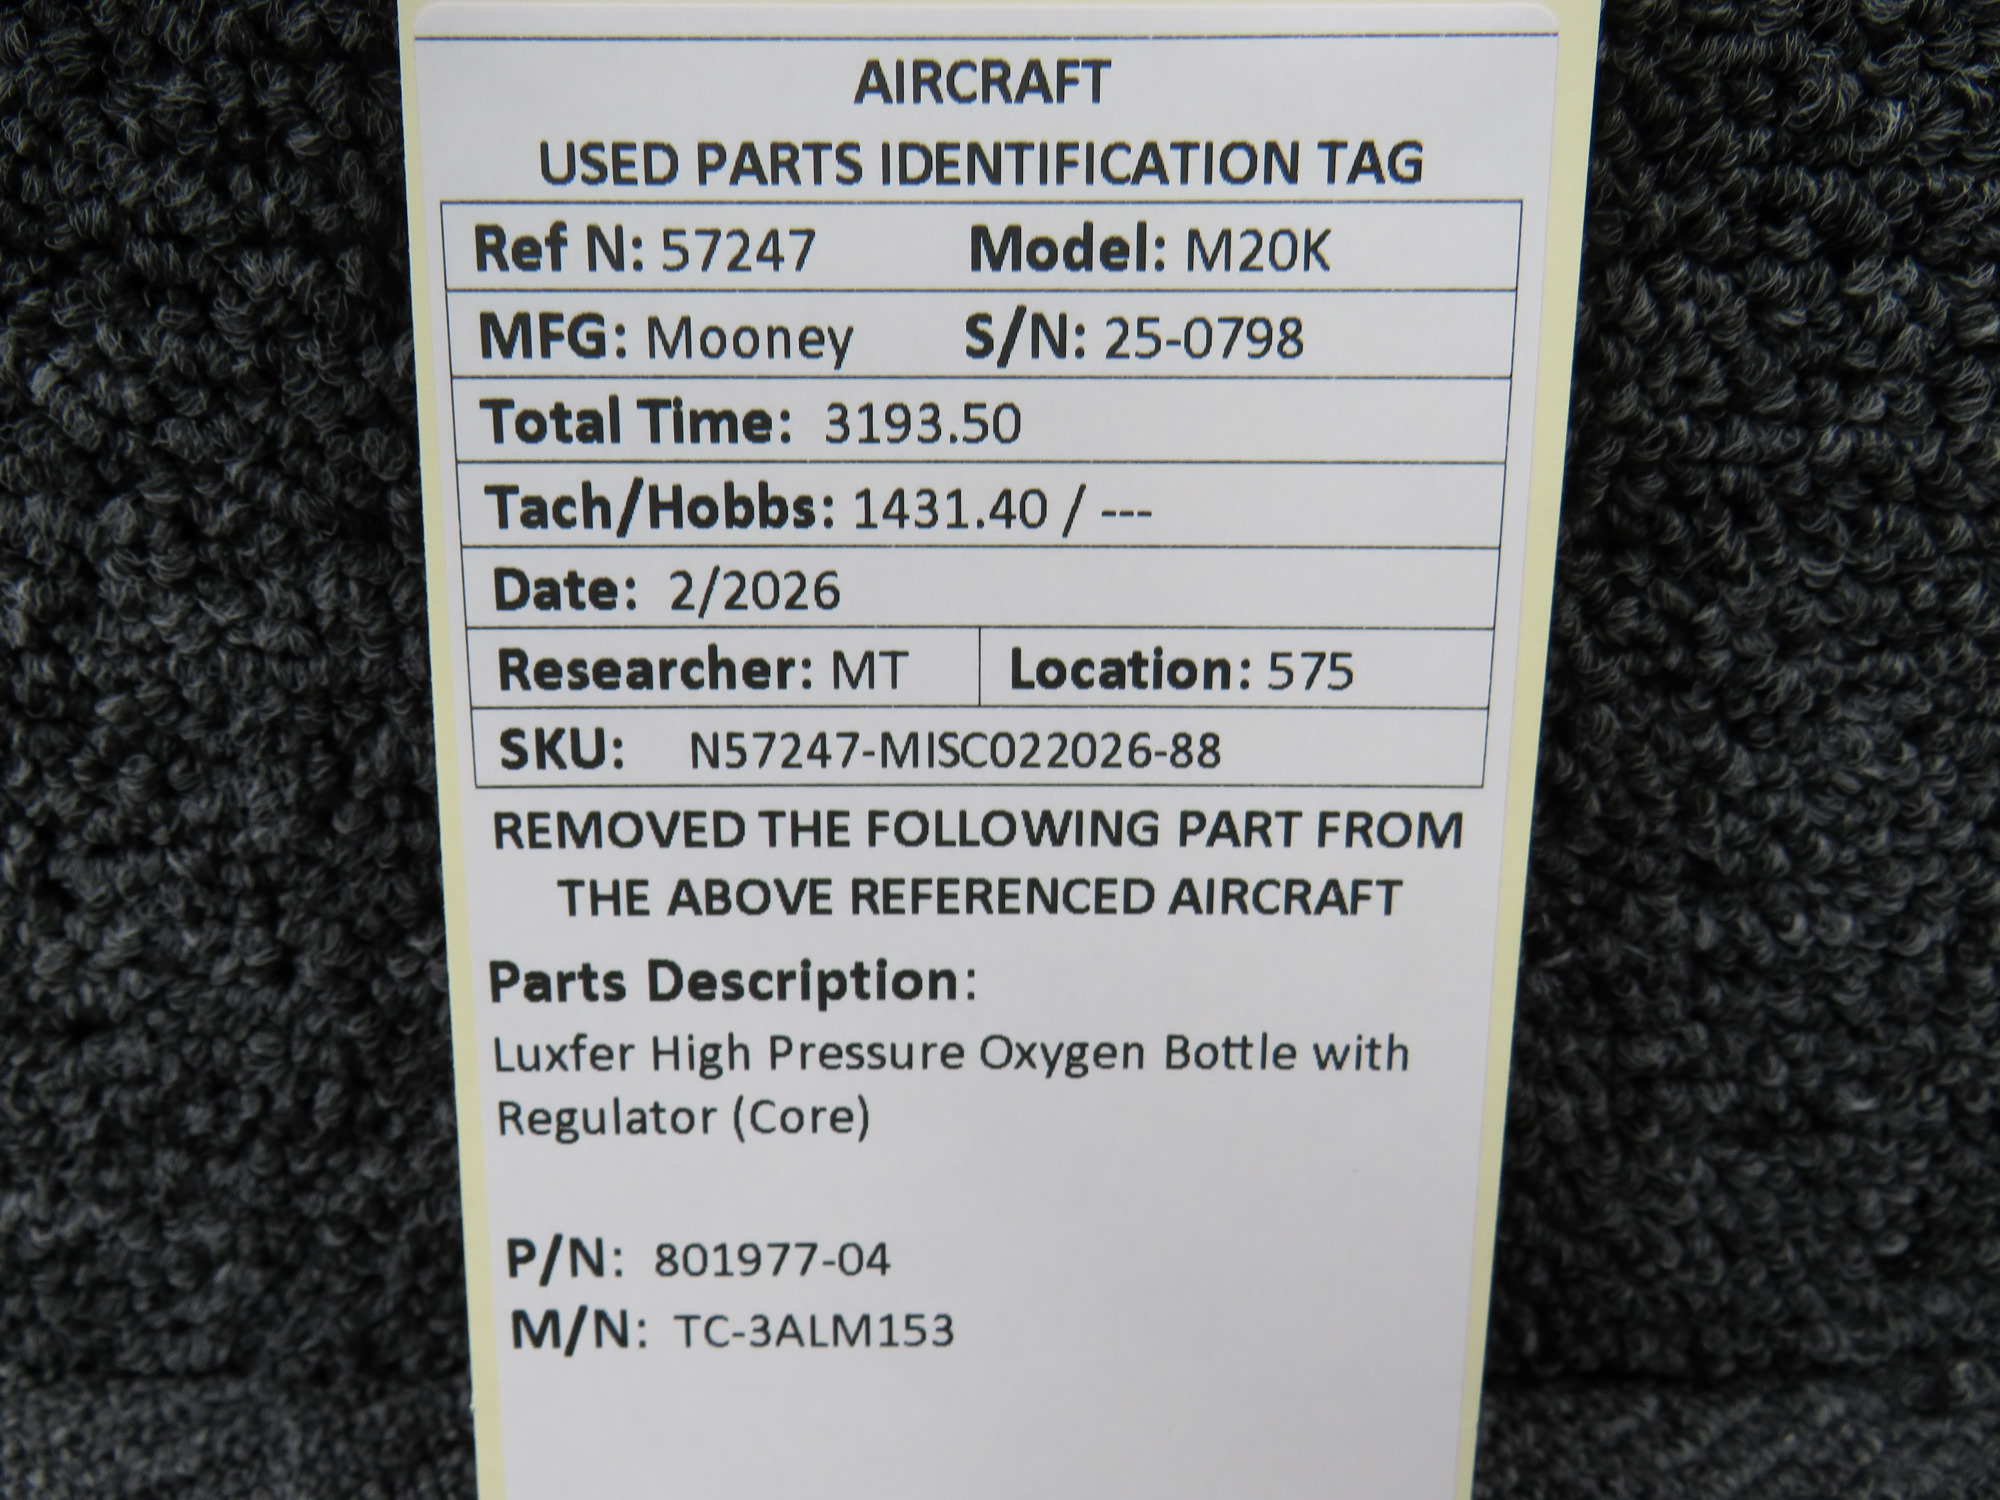 AIRCRAFT
USED PARTS IDENTIFICATION TAG
Ref N: 57247 Model: M20K
MFG: Mooney S/N: 25-0798
Total Time: 3193.50
Tach/Hobbs: 1431.40 / ---
Date: 2/2026
Researcher: MT Location: 575
SKU: N57247-MISC022026-88
REMOVED THE FOLLOWING PART FROM
THE ABOVE REFERENCED AIRCRAFT
Parts Description:
Luxfer High Pressure Oxygen Bottle with
Regulator (Core)
P/N: 801977-04
M/N: TC-3ALM153